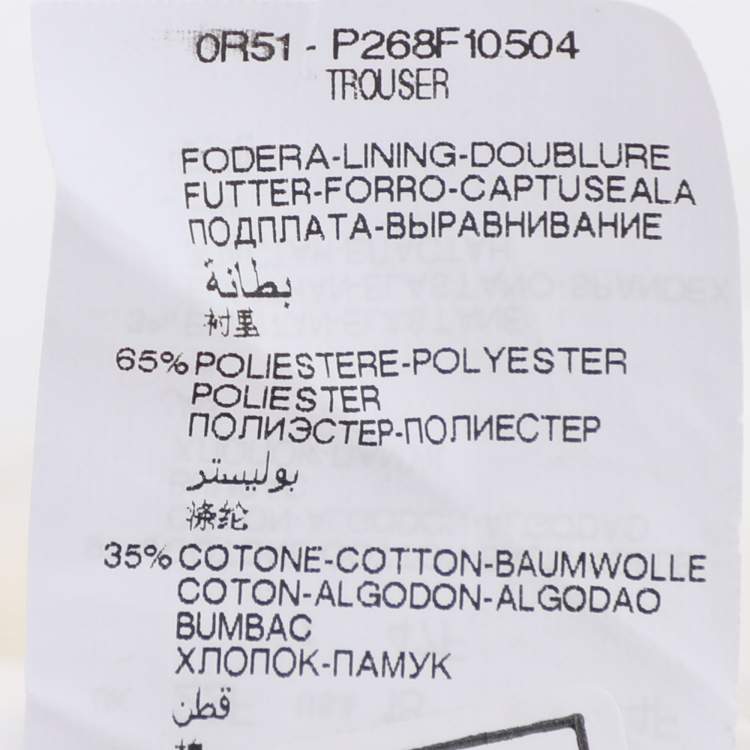 0R51 - P268F10504
TROUSER
FODERA-LINING-DOUBLURE
FUTTER-FORRO-CAPTUSEALA
ПОДПЛАТА-ВЫРАВНИВАНИЕ
بطانة
衬里
65% POLIESTERE-POLYESTER
POLIESTER
ПОЛИЭСТЕР-ПОЛИЕСТЕР
بوليستر
涤纶
35% COTONE-COTTON-BAUMWOLLE
COTON-ALGODON-ALGODAO
BUMBAC
ХЛОПОК-ПАМУК
قطن